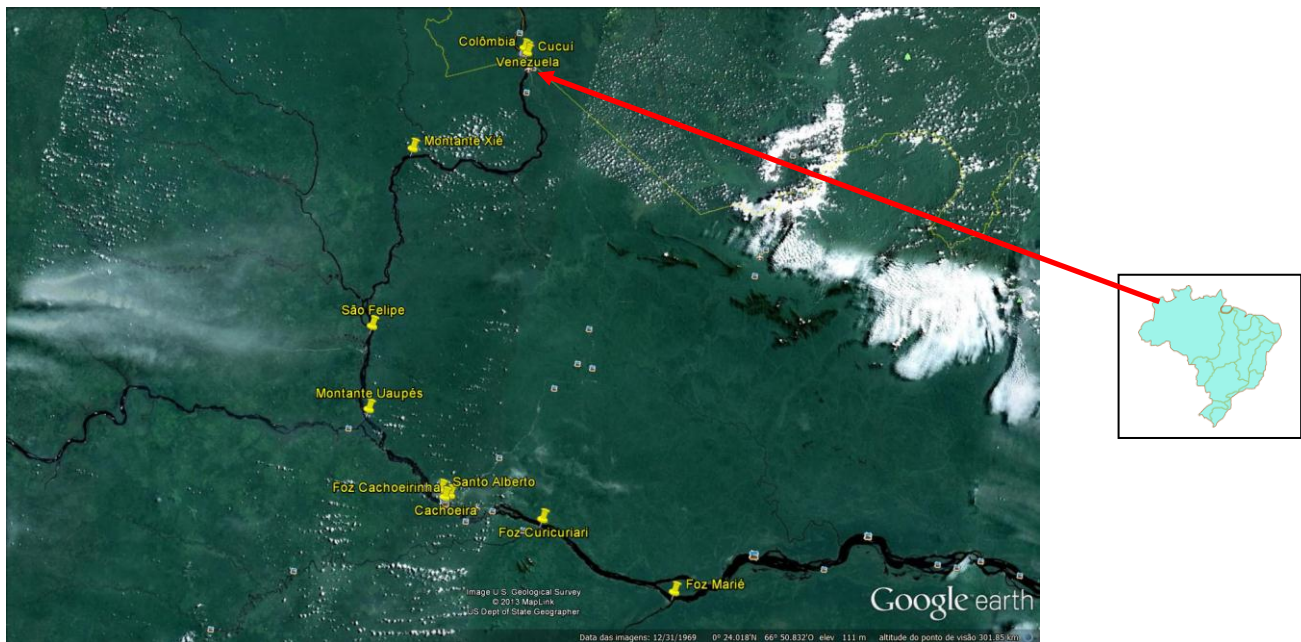 N
Colômbia
Cucuí
Venezuela
Montante Xié
São Felipe
Montante Uaupés
Santo Alberto
Foz Cachoeirinha
Cachoeira
Foz Curicuriari
Foz Marié
Image U.S. Geological Survey
© 2013 MapLink
US Dept of State Geographer
Google earth
Data das imagens: 12/31/1969 0° 24.018'N 66° 50.832'O elev 111 m altitude do ponto de visão 301.85 km